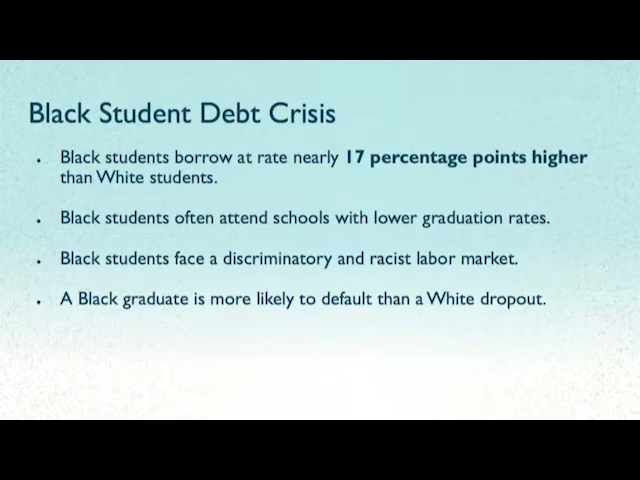 Black Student Debt Crisis
• Black students borrow at rate nearly 17 percentage points higher
than White students.
• Black students often attend schools with lower graduation rates.
• Black students face a discriminatory and racist labor market.
• A Black graduate is more likely to default than a White dropout.